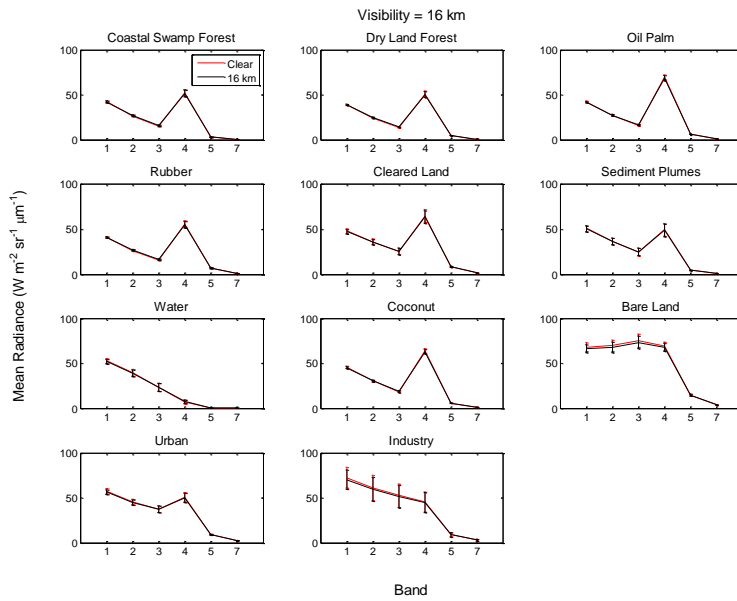 Visibility = 16 km
Coastal Swamp Forest
100
50
0
1 2 3 4 5 7
Clear
16 km
Dry Land Forest
100
50
0
1 2 3 4 5 7
Oil Palm
100
50
0
1 2 3 4 5 7
Rubber
100
50
0
1 2 3 4 5 7
Cleared Land
100
50
0
1 2 3 4 5 7
Sediment Plumes
100
50
0
1 2 3 4 5 7
Water
100
50
0
1 2 3 4 5 7
Coconut
100
50
0
1 2 3 4 5 7
Bare Land
100
50
0
1 2 3 4 5 7
Urban
100
50
0
1 2 3 4 5 7
Industry
100
50
0
1 2 3 4 5 7
Mean Radiance (W m⁻² sr⁻¹ μm⁻¹)
Band